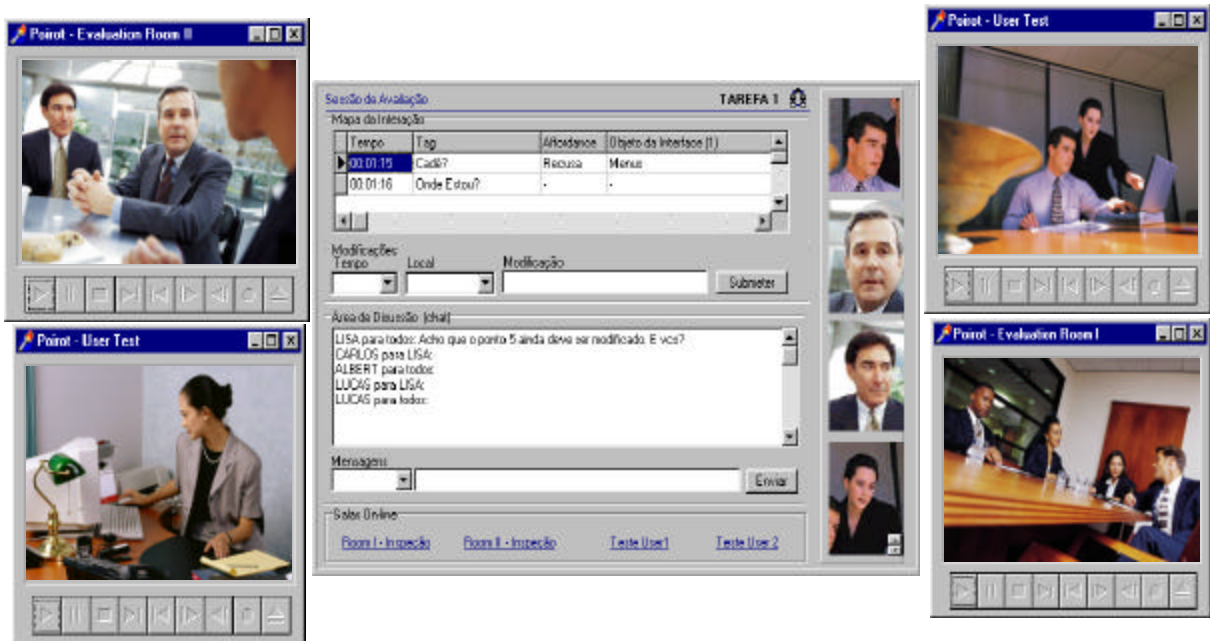 Poirot - Evaluation Room II
Poirot - User Test
Sessão de Avaliação
TAREFA 1
Mapa da Interação
Tempo Tag Affordance Objeto da Interface (1)
00:01:15 Cadê? Recusa Menus
00:01:16 Onde Estou? - -
Modificações
Tempo Local Modificação
Submeter
Área de Discussão (chat)
LISA para todos: Acho que o ponto 5 ainda deve ser modificado. E vcs?
CARLOS para LISA:
ALBERT para todos:
LUCAS para LISA:
LUCAS para todos:
Mensagens
Enviar
Salas On-line
Room I - Inspeção Room II - Inspeção Teste User1 Teste User 2
Poirot - User Test
Poirot - Evaluation Room I